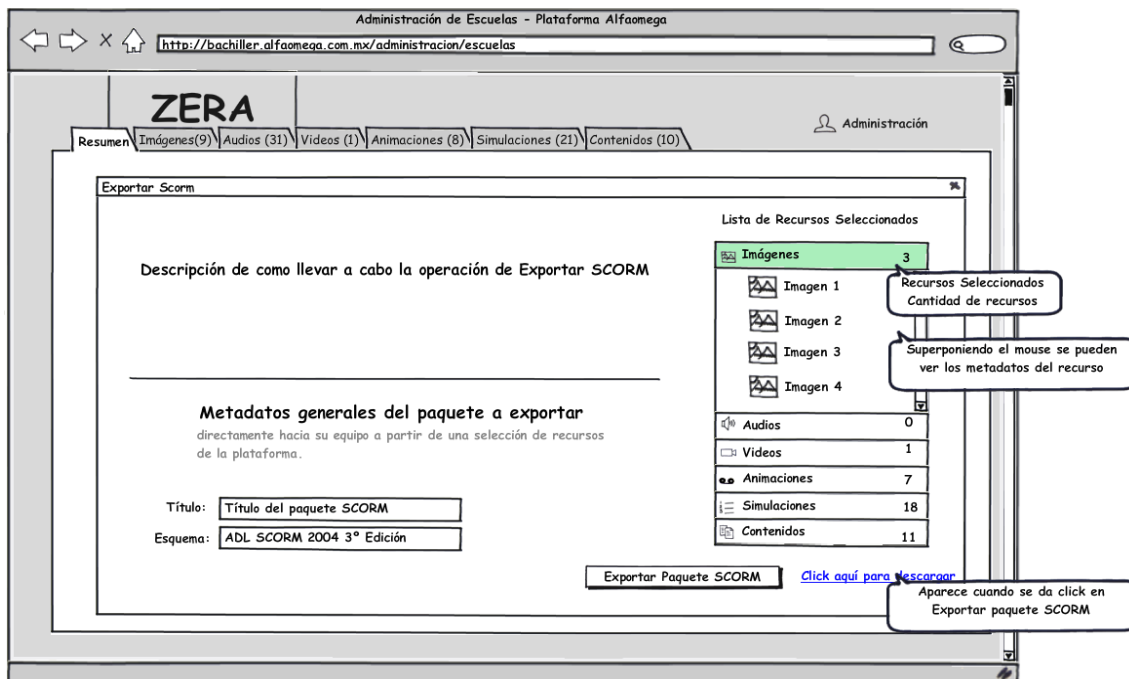 Administración de Escuelas - Plataforma Alfaomega
http://bachiller.alfaomega.com.mx/administracion/escuelas
ZERA
Administración
Resumen Imágenes(9) Audios (31) Videos (1) Animaciones (8) Simulaciones (21) Contenidos (10)
Exportar Scorm
Lista de Recursos Seleccionados
Descripción de como llevar a cabo la operación de Exportar SCORM
Imágenes 3
Imagen 1
Imagen 2
Imagen 3
Imagen 4
Recursos Seleccionados
Cantidad de recursos
Superponiendo el mouse se pueden
ver los metadatos del recurso
Metadatos generales del paquete a exportar
directamente hacia su equipo a partir de una selección de recursos
de la plataforma.
Audios 0
Videos 1
Animaciones 7
Simulaciones 18
Contenidos 11
Título: Título del paquete SCORM
Esquema: ADL SCORM 2004 3º Edición
Exportar Paquete SCORM
Click aquí para descargar
Aparece cuando se da click en
Exportar paquete SCORM